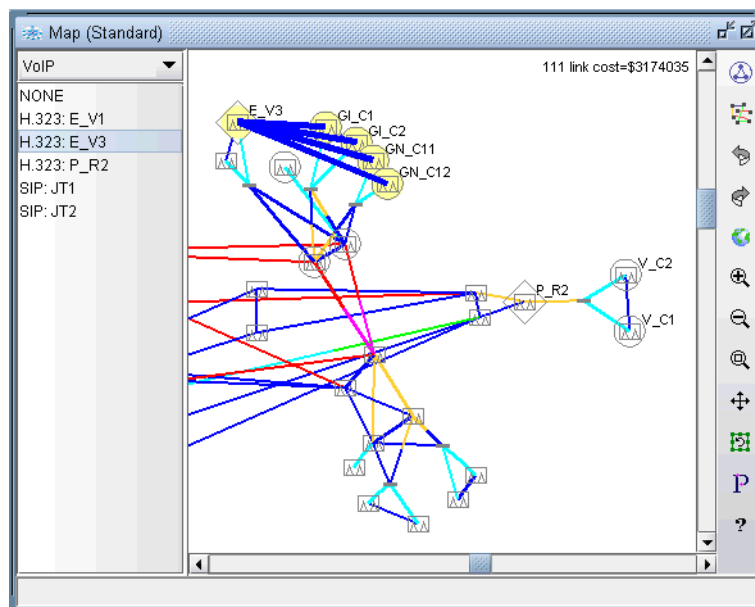 Map (Standard)
VoIP
NONE
H.323: E_V1
H.323: E_V3
H.323: P_R2
SIP: JT1
SIP: JT2
111 link cost=$3174035
E_V3
GI_C1
GI_C2
GN_C11
GN_C12
V_C2
P_R2
V_C1
P
?